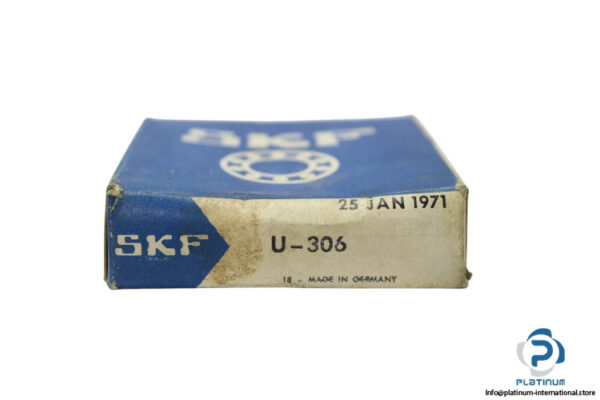 SKF
25 JAN 1971
SKF
U-306
18 - MADE IN GERMANY
PLATINUM
Info@platinum-international.store